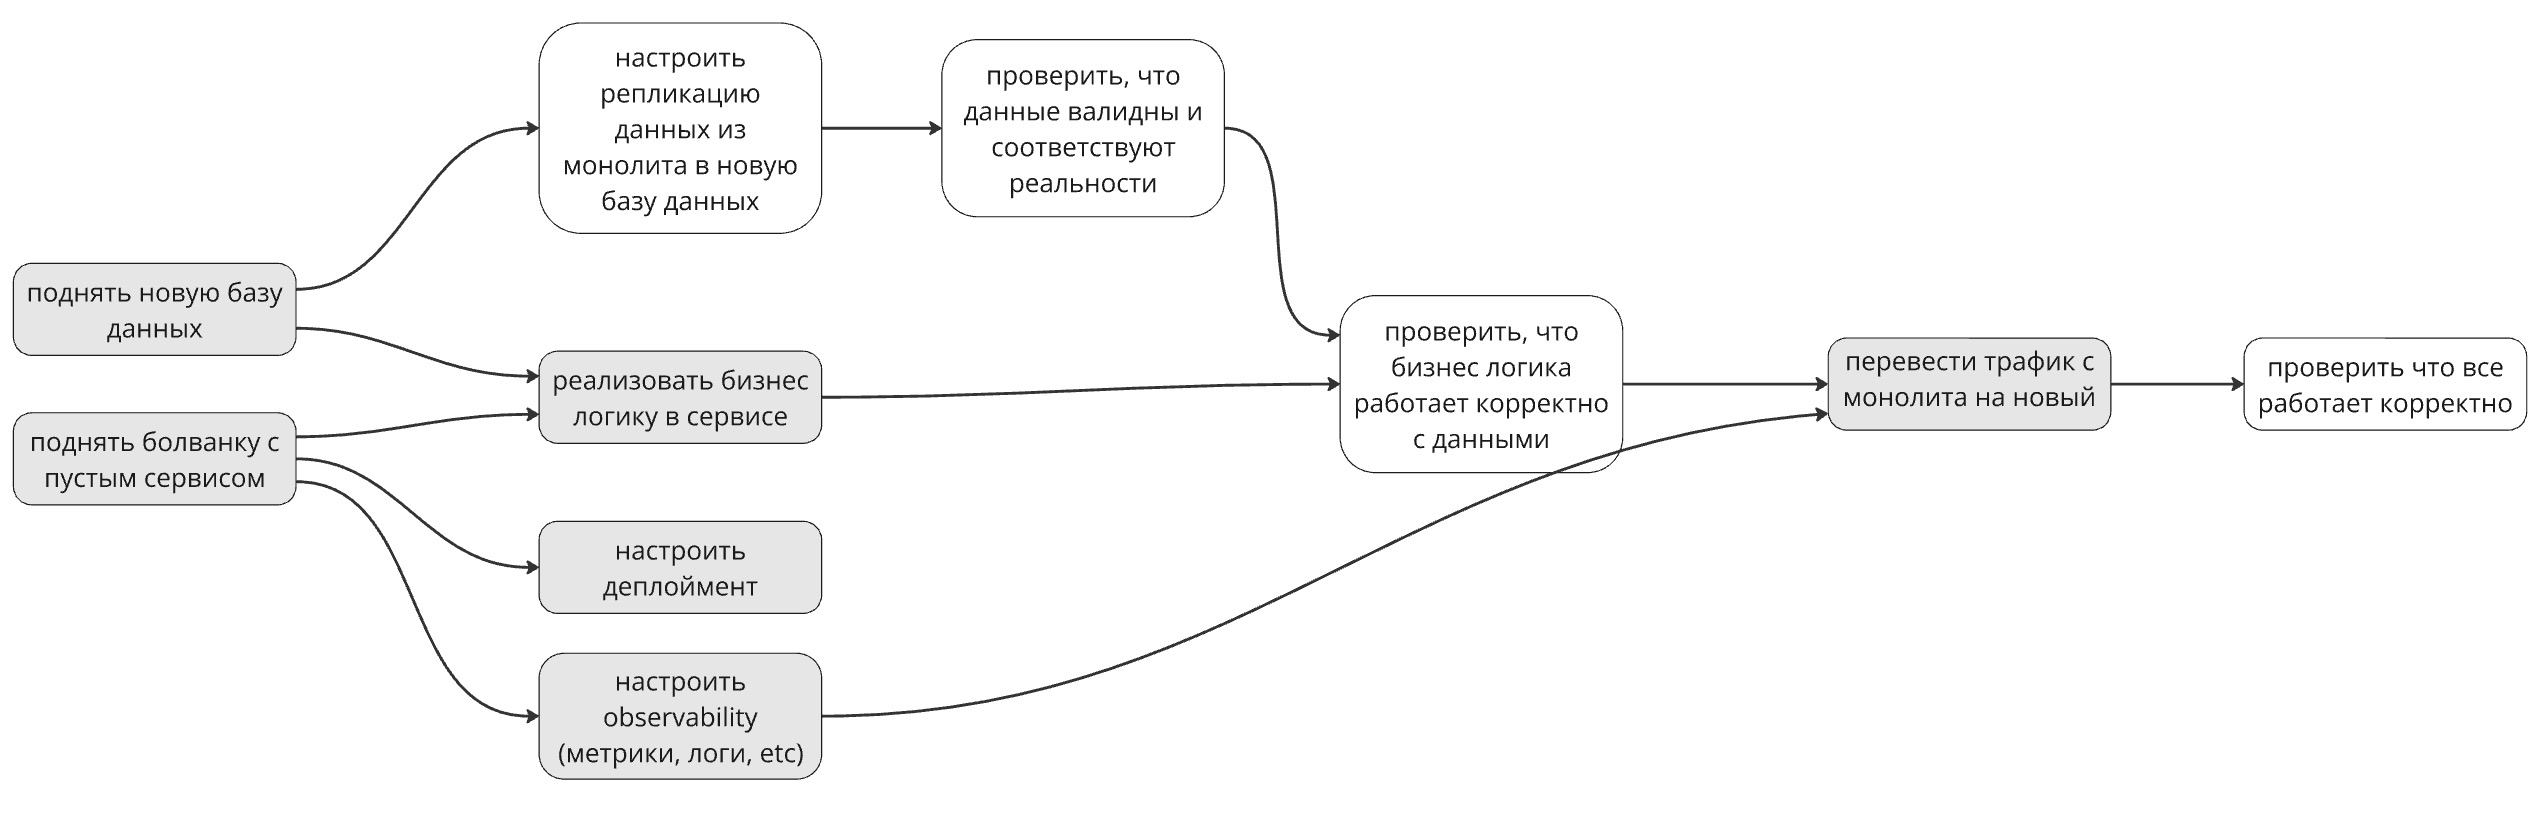 настроить
репликацию
данных из
монолита в новую
базу данных
проверить, что
данные валидны и
соответствуют
реальности
поднять новую базу
данных
реализовать бизнес
логику в сервисе
проверить, что
бизнес логика
работает корректно
с данными
перевести трафик с
монолита на новый
проверить что все
работает корректно
поднять болванку с
пустым сервисом
настроить
деплоймент
настроить
observability
(метрики, логи, etc)